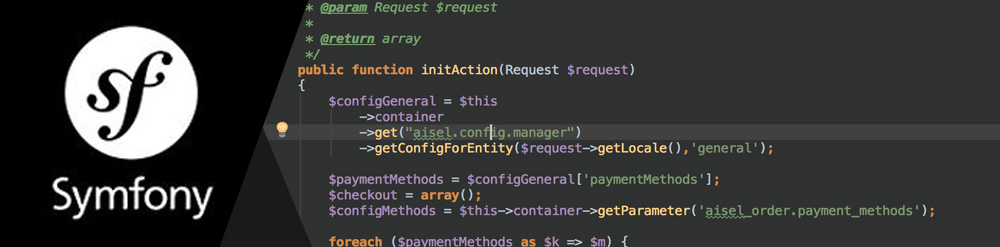 sf
Symfony
* @param Request $request
*
* @return array
*/
public function initAction(Request $request)
{
$configGeneral = $this
->container
->get("aisel.config.manager")
->getConfigForEntity($request->getLocale(),'general');
$paymentMethods = $configGeneral['paymentMethods'];
$checkout = array();
$configMethods = $this->container->getParameter('aisel_order.payment_methods');
foreach ($paymentMethods as $k => $m) {